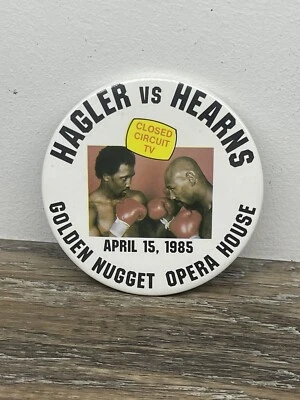 HAGLER VS HEARNS
CLOSED
CIRCUIT
TV
APRIL 15, 1985
GOLDEN NUGGET OPERA HOUSE